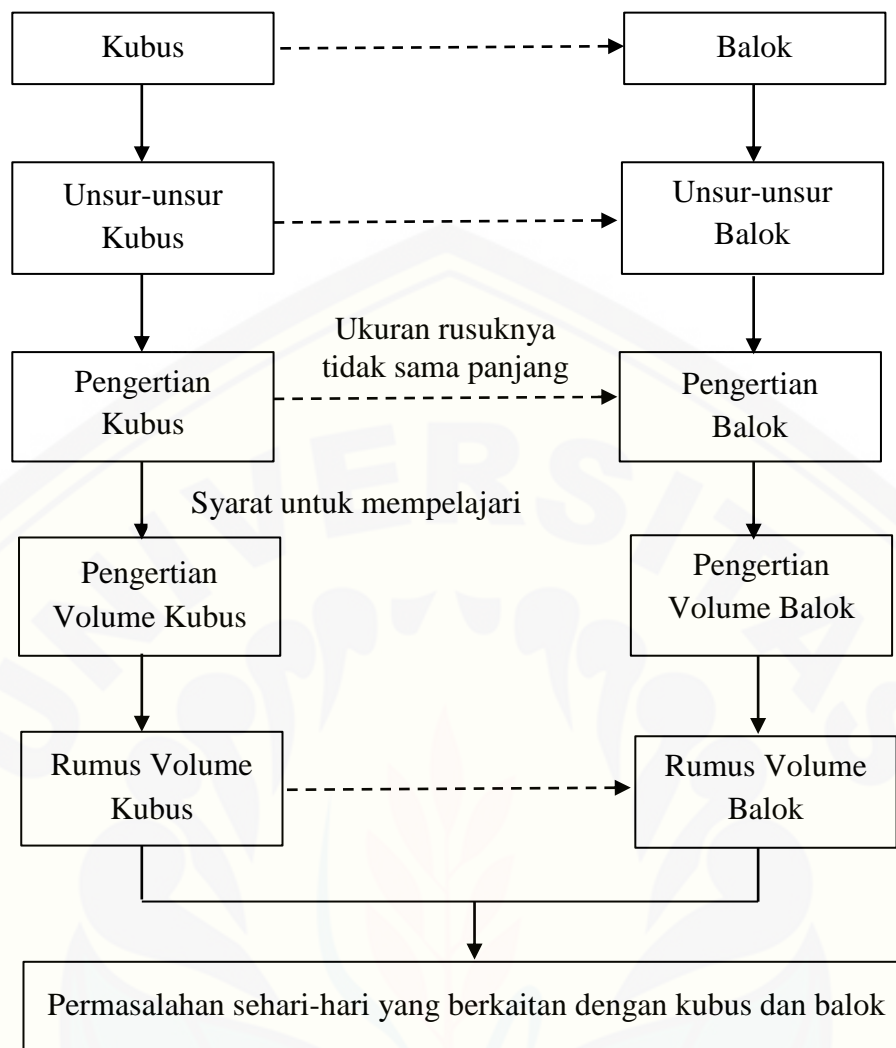 Kubus
Balok
Unsur-unsur
Kubus
Unsur-unsur
Balok
Ukuran rusuknya
tidak sama panjang
Pengertian
Kubus
Pengertian
Balok
Syarat untuk mempelajari
Pengertian
Volume Kubus
Pengertian
Volume Balok
Rumus Volume
Kubus
Rumus Volume
Balok
Permasalahan sehari-hari yang berkaitan dengan kubus dan balok
UNIVERSITAS